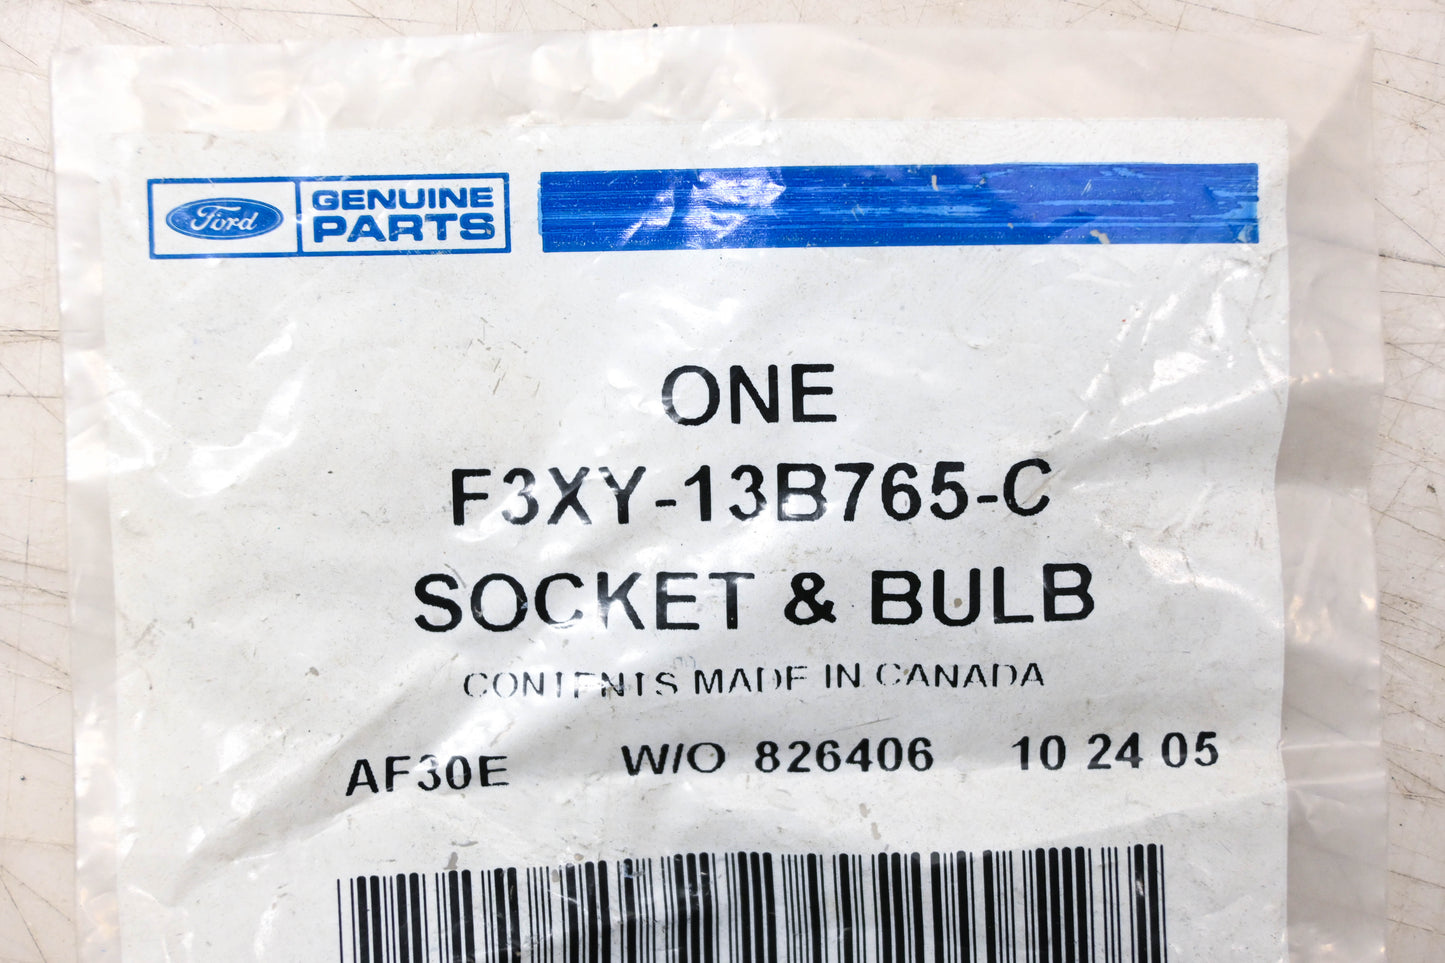 Ford GENUINE
PARTS
ONE
F3XY-13B765-C
SOCKET & BULB
CONTENTS MADE IN CANADA
AF30E W/O 826406 10 24 05